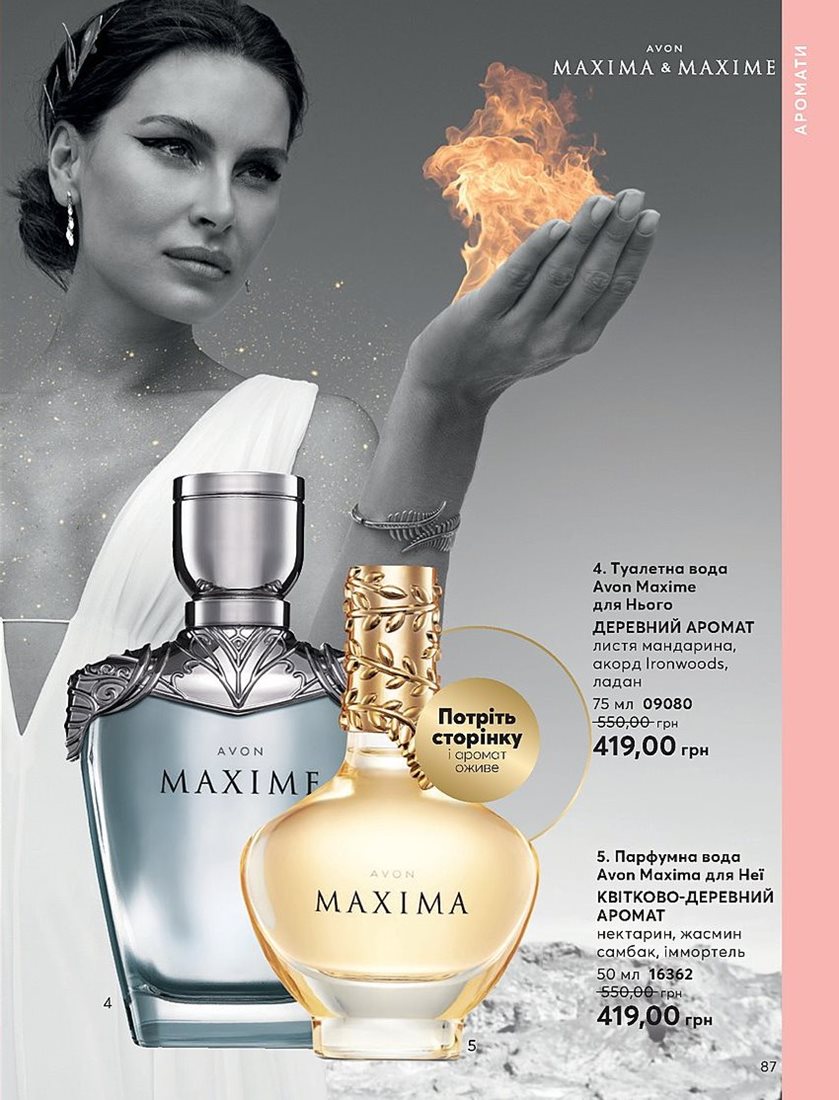 AVON
MAXIMA & MAXIME
АРОМАТИ
4. Туалетна вода
Avon Maxime
для Нього
ДЕРЕВНИЙ АРОМАТ
листя мандарина,
акорд Ironwoods,
ладан
75 мл 09080
550,00 грн
419,00 грн
Потріть
сторінку
і аромат
оживе
AVON
MAXIME
AVON
MAXIMA
5. Парфумна вода
Avon Maxima для Неї
КВІТКОВО-ДЕРЕВНИЙ
АРОМАТ
нектарин, жасмин
самбак, іммортель
50 мл 16362
550,00 грн
419,00 грн
4
5
87